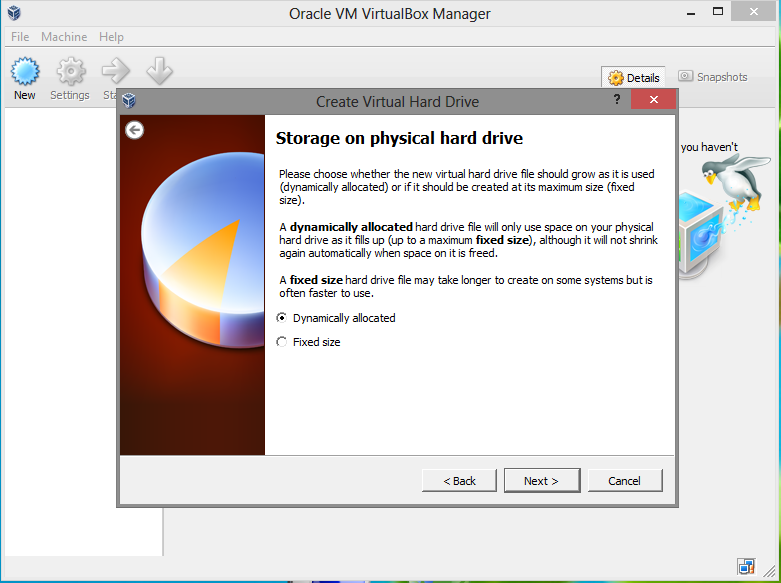 Oracle VM VirtualBox Manager
File Machine Help
New Settings Sta
Details Snapshots
Create Virtual Hard Drive
?
you haven't
Storage on physical hard drive
Please choose whether the new virtual hard drive file should grow as it is used
(dynamically allocated) or if it should be created at its maximum size (fixed
size).
A dynamically allocated hard drive file will only use space on your physical
hard drive as it fills up (up to a maximum fixed size), although it will not shrink
again automatically when space on it is freed.
A fixed size hard drive file may take longer to create on some systems but is
often faster to use.
Dynamically allocated
Fixed size
< Back Next > Cancel